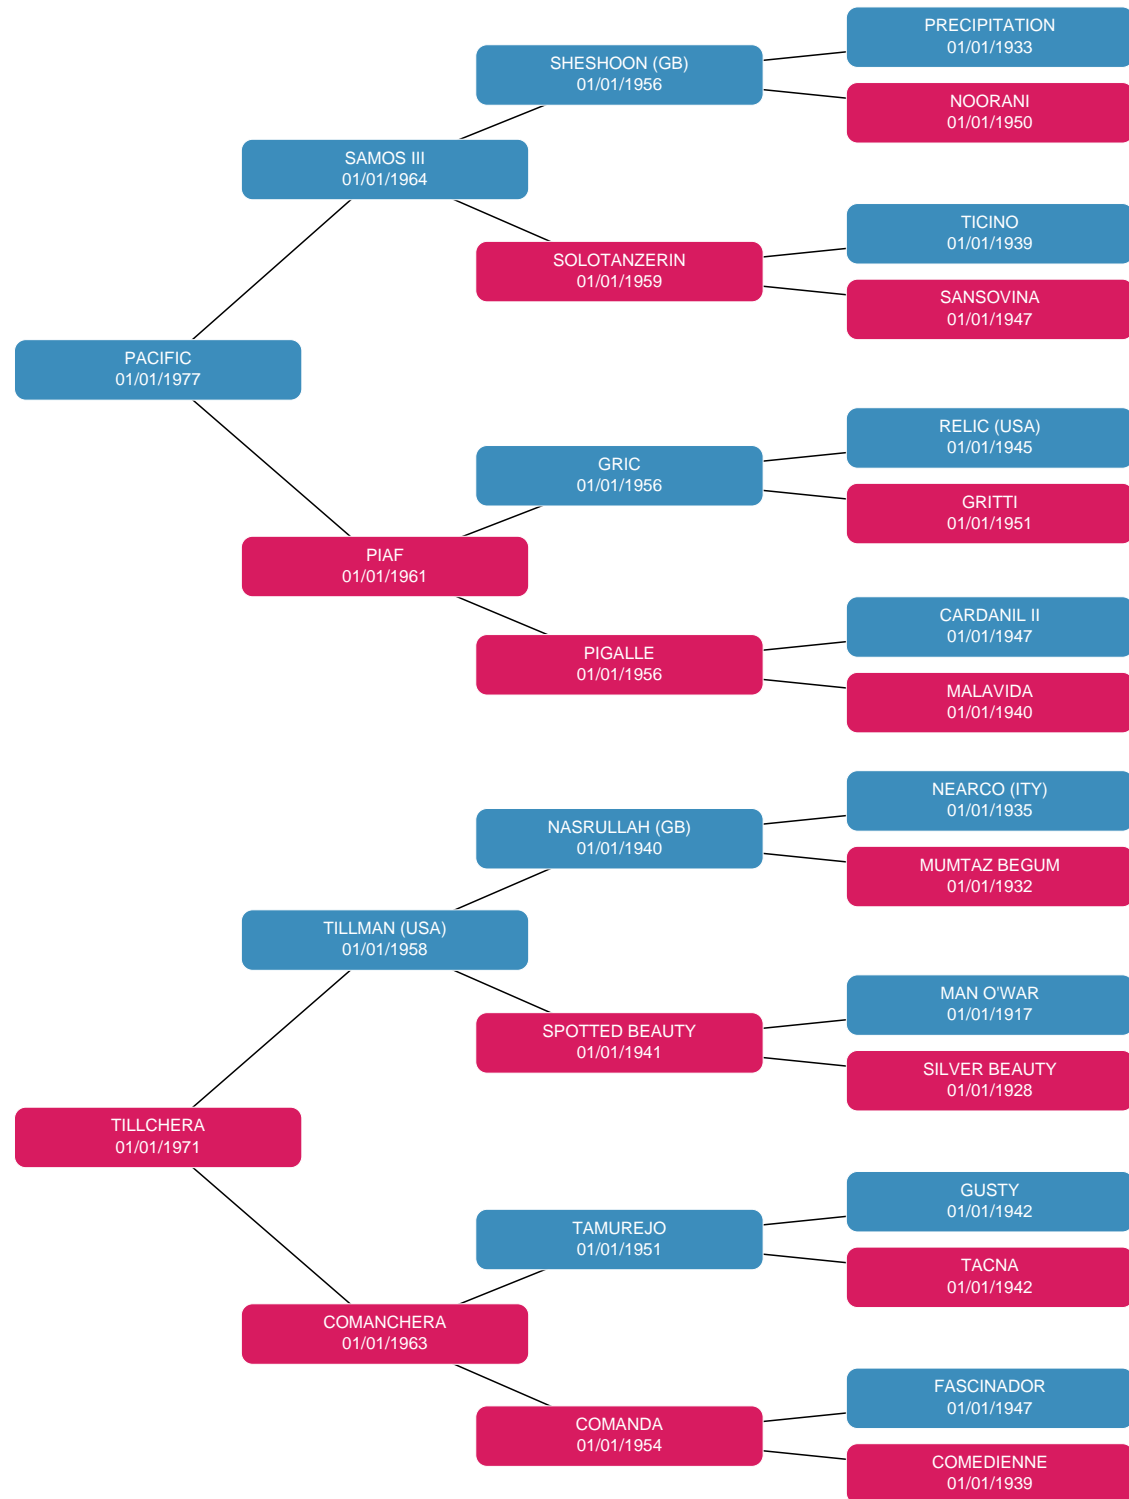 PRECIPITATION
01/01/1933
SHESHOON (GB)
01/01/1956
NOORANI
01/01/1950
SAMOS III
01/01/1964
TICINO
01/01/1939
SOLOTANZERIN
01/01/1959
SANSOVINA
01/01/1947
PACIFIC
01/01/1977
RELIC (USA)
01/01/1945
GRIC
01/01/1956
GRITTI
01/01/1951
PIAF
01/01/1961
CARDANIL II
01/01/1947
PIGALLE
01/01/1956
MALAVIDA
01/01/1940
NEARCO (ITY)
01/01/1935
NASRULLAH (GB)
01/01/1940
MUMTAZ BEGUM
01/01/1932
TILLMAN (USA)
01/01/1958
MAN O'WAR
01/01/1917
SPOTTED BEAUTY
01/01/1941
SILVER BEAUTY
01/01/1928
TILLCHERA
01/01/1971
GUSTY
01/01/1942
TAMUREJO
01/01/1951
TACNA
01/01/1942
COMANCHERA
01/01/1963
FASCINADOR
01/01/1947
COMANDA
01/01/1954
COMEDIENNE
01/01/1939